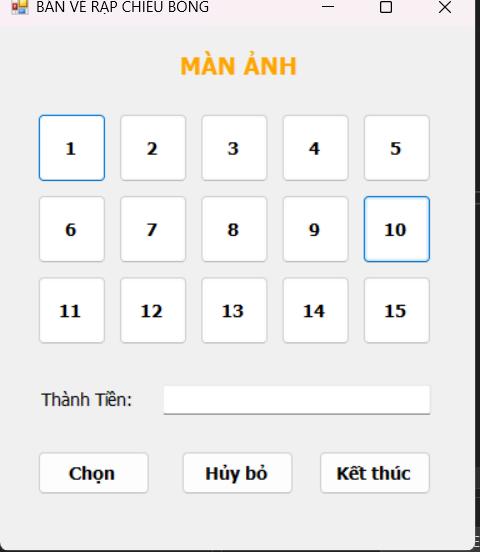 BÁN VÉ RẠP CHIẾU BÓNG
MÀN ẢNH
1 2 3 4 5
6 7 8 9 10
11 12 13 14 15
Thành Tiền:
Chọn Hủy bỏ Kết thúc